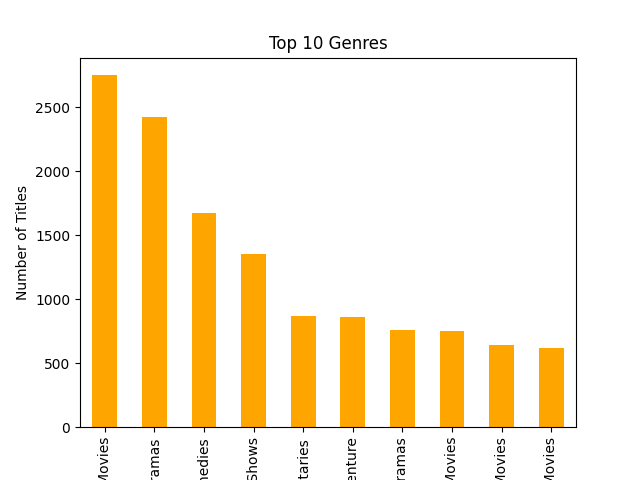 Top 10 Genres
Number of Titles
2500
2000
1500
1000
500
0
Movies
ramas
nedies
Shows
taries
enture
ramas
Movies
Movies
Movies